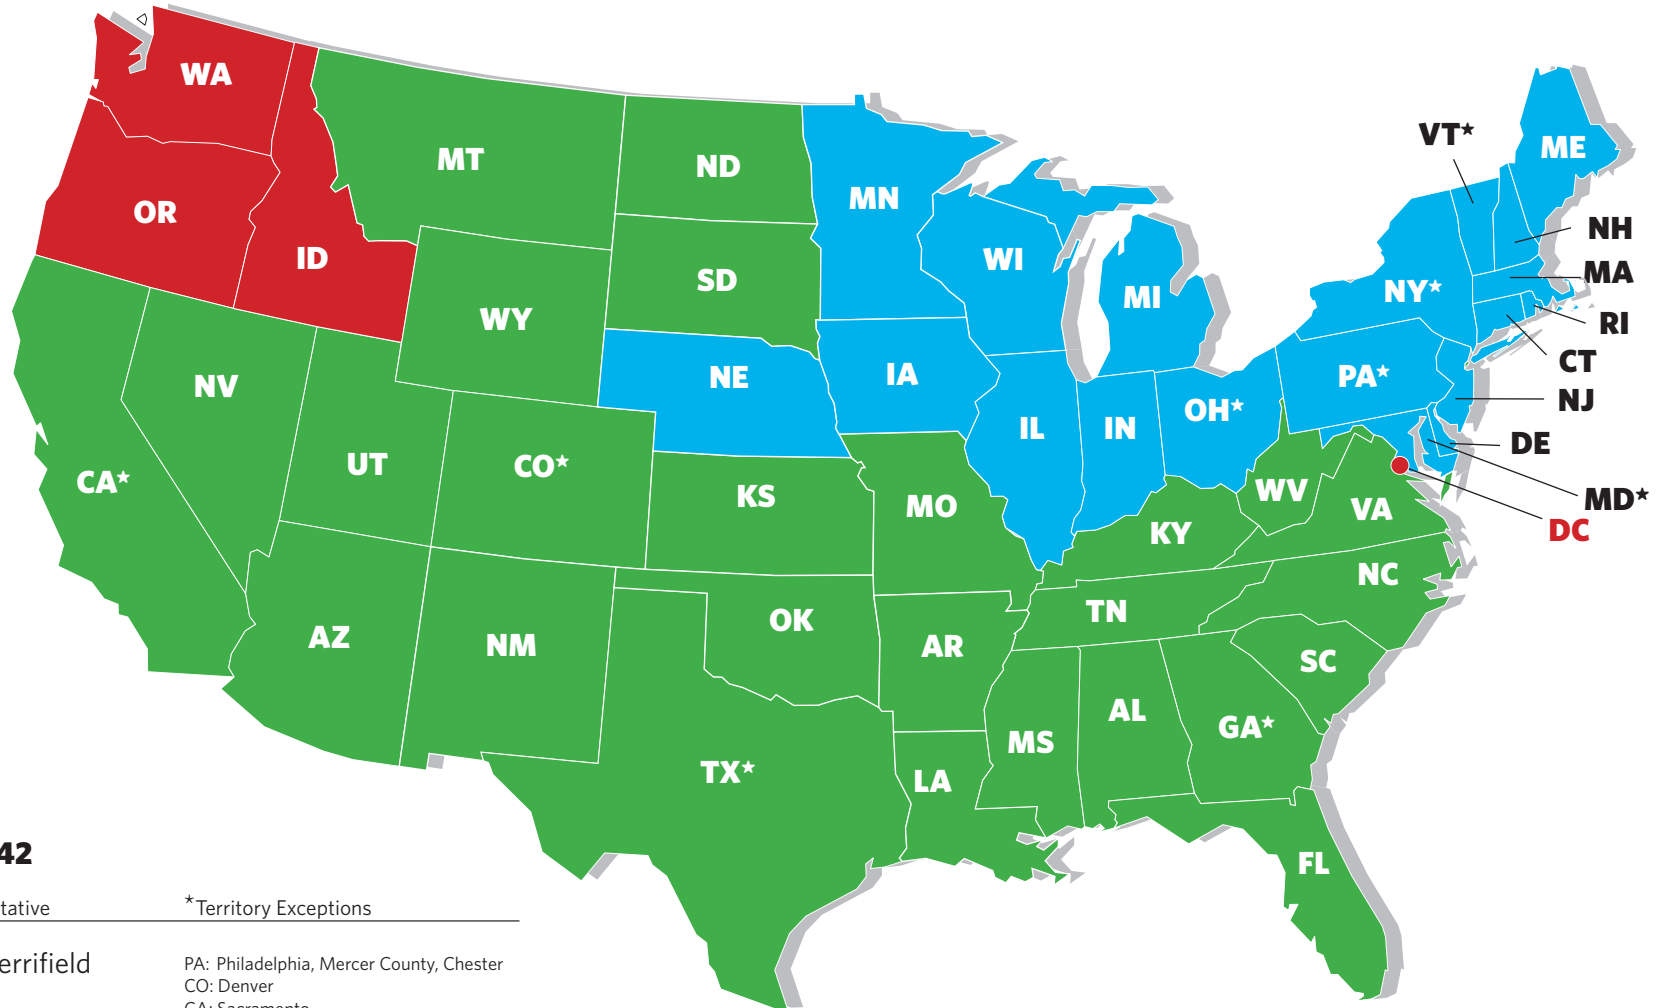 WA
MT
ND
MN
VT*
ME
OR
ID
WI
NH
SD
MA
MI
NY*
WY
RI
CT
NV
NE
IA
PA*
NJ
OH*
IL
IN
DE
UT
CO*
CA*
KS
MO
WV
VA
MD*
DC
KY
NC
TN
OK
AZ
NM
AR
SC
AL
GA*
MS
TX*
LA
FL
42
tative
*Territory Exceptions
errifield
PA: Philadelphia, Mercer County, Chester
CO: Denver
CA: Sacramento